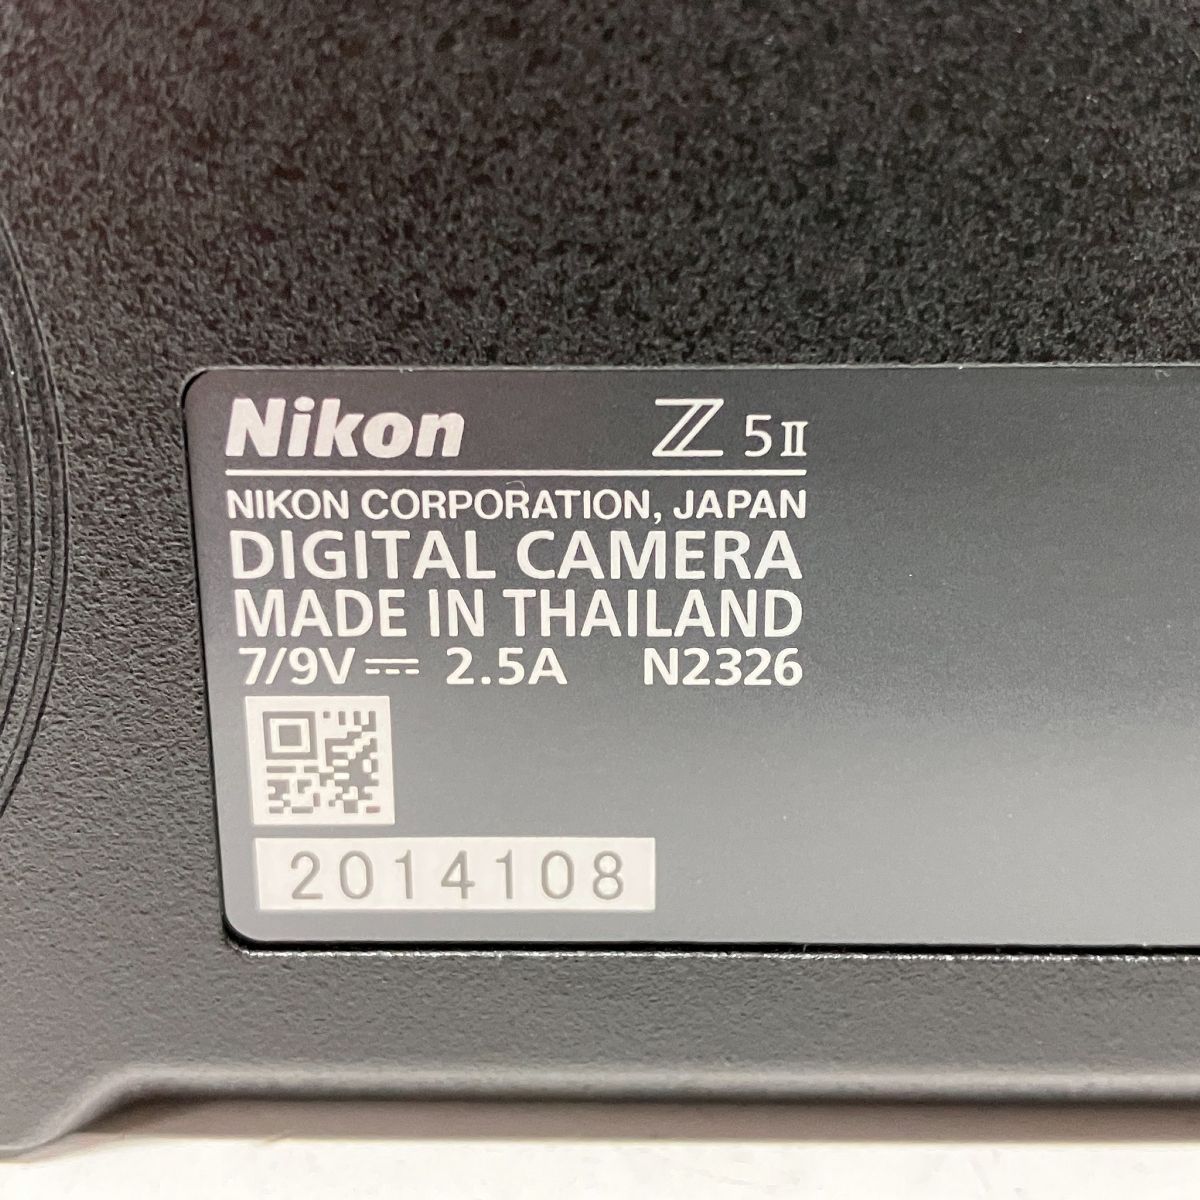 Nikon Z 5II
NIKON CORPORATION, JAPAN
DIGITAL CAMERA
MADE IN THAILAND
7/9V⎓ 2.5A N2326
2014108